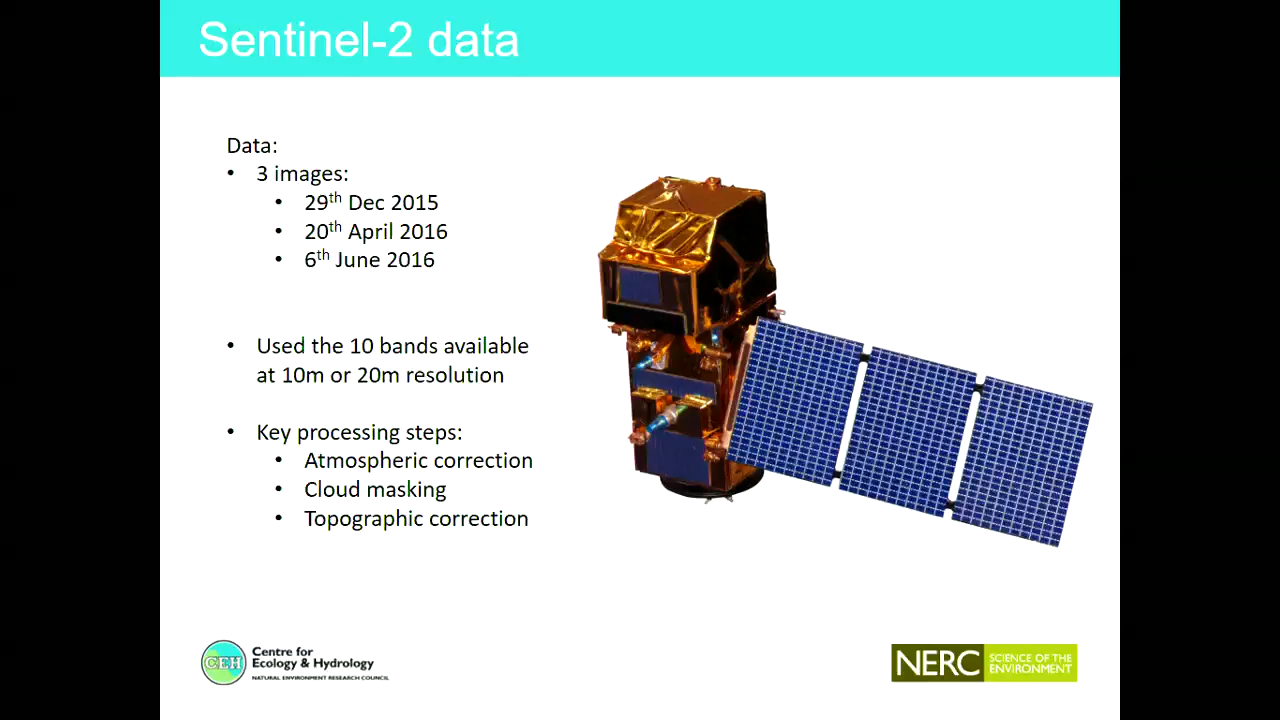 Sentinel-2 data
Data:
• 3 images:
• 29th Dec 2015
• 20th April 2016
• 6th June 2016
• Used the 10 bands available
at 10m or 20m resolution
• Key processing steps:
• Atmospheric correction
• Cloud masking
• Topographic correction
CEH
Centre for
Ecology & Hydrology
NATURAL ENVIRONMENT RESEARCH COUNCIL
NERC
SCIENCE OF THE
ENVIRONMENT